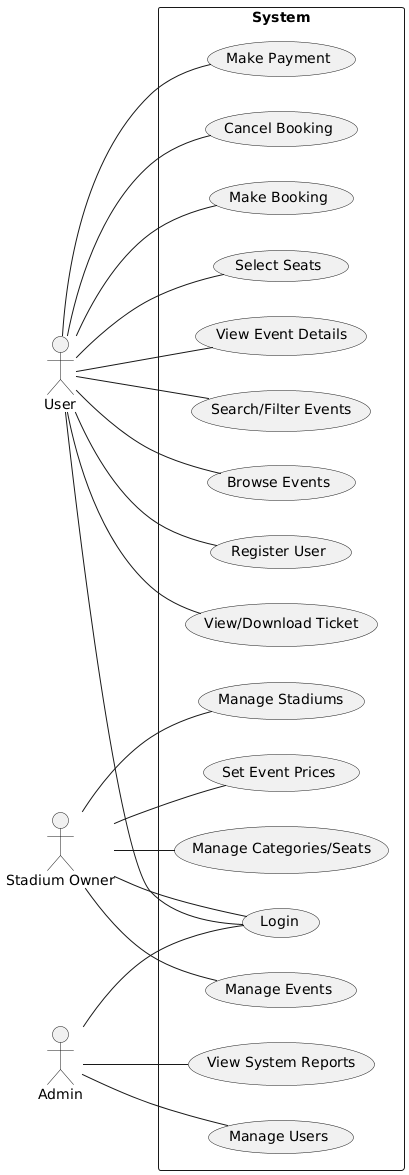 System
Make Payment
Cancel Booking
Make Booking
Select Seats
View Event Details
User
Search/Filter Events
Browse Events
Register User
View/Download Ticket
Manage Stadiums
Set Event Prices
Manage Categories/Seats
Stadium Owner
Login
Manage Events
View System Reports
Admin
Manage Users